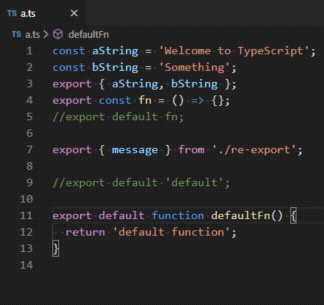 TS a.ts ×
TS a.ts > defaultFn
1 const aString = 'Welcome to TypeScript';
2 const bString = 'Something';
3 export { aString, bString };
4 export const fn = () => {};
5 //export default fn;
6
7 export { message } from './re-export';
8
9 //export default 'default';
10
11 export default function defaultFn() {
12 return 'default function';
13 }
14